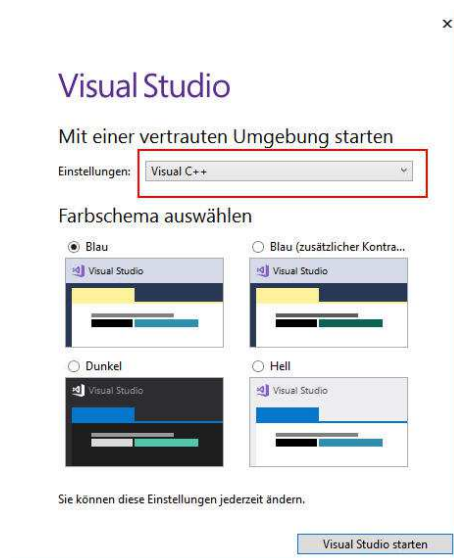 Visual Studio
Mit einer vertrauten Umgebung starten
Einstellungen: Visual C++
Farbschema auswählen
Blau Blau (zusätzlicher Kontra...
Visual Studio Visual Studio
Dunkel Hell
Visual Studio Visual Studio
Sie können diese Einstellungen jederzeit ändern.
Visual Studio starten